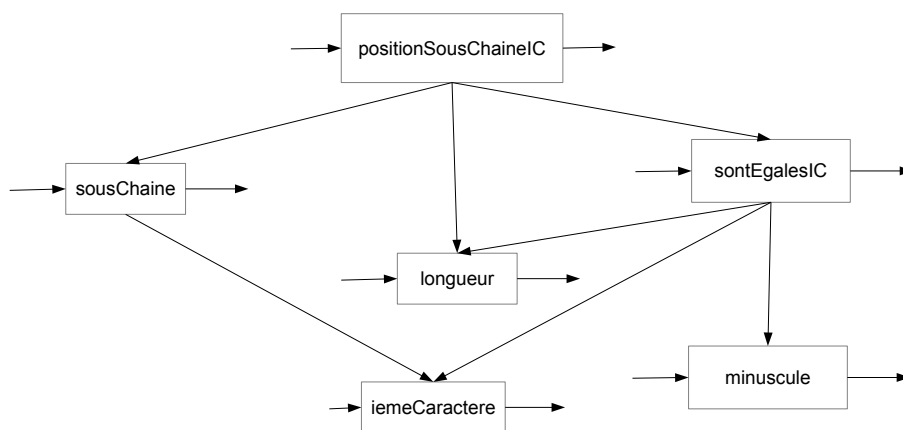 positionSousChaineIC
sousChaine
sontEgalesIC
longueur
minuscule
iemeCaractere